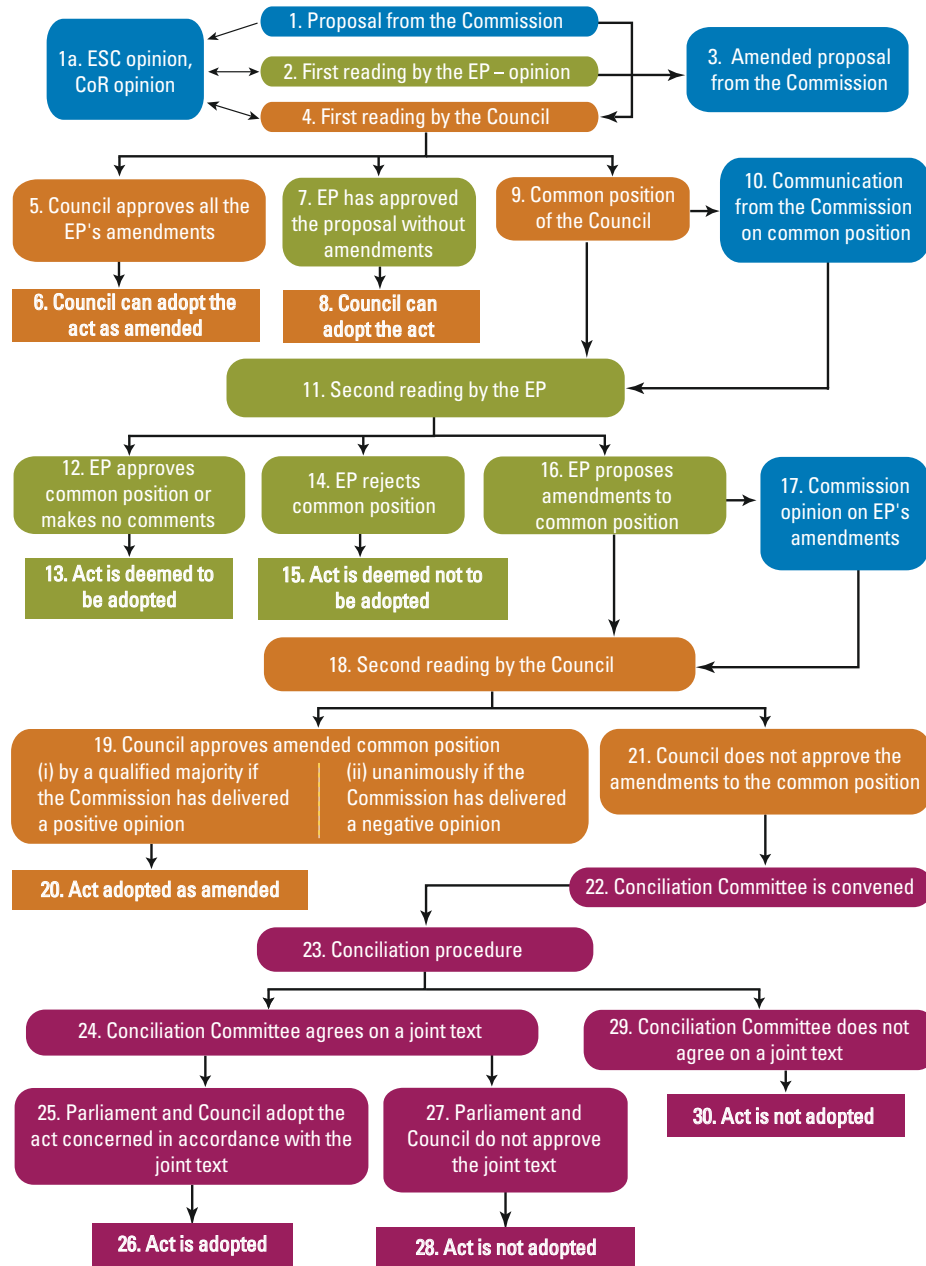 1. Proposal from the Commission
1a. ESC opinion,
CoR opinion
2. First reading by the EP – opinion
3. Amended proposal
from the Commission
4. First reading by the Council
5. Council approves all the
EP's amendments
6. Council can adopt the
act as amended
7. EP has approved
the proposal without
amendments
8. Council can
adopt the act
9. Common position
of the Council
10. Communication
from the Commission
on common position
11. Second reading by the EP
12. EP approves
common position or
makes no comments
13. Act is deemed to
be adopted
14. EP rejects
common position
15. Act is deemed not to
be adopted
16. EP proposes
amendments to
common position
17. Commission
opinion on EP's
amendments
18. Second reading by the Council
19. Council approves amended common position
(i) by a qualified majority if
the Commission has delivered
a positive opinion
(ii) unanimously if the
Commission has delivered
a negative opinion
20. Act adopted as amended
21. Council does not approve the
amendments to the common position
22. Conciliation Committee is convened
23. Conciliation procedure
24. Conciliation Committee agrees on a joint text
25. Parliament and Council adopt the
act concerned in accordance with the
joint text
26. Act is adopted
27. Parliament and
Council do not approve
the joint text
28. Act is not adopted
29. Conciliation Committee does not
agree on a joint text
30. Act is not adopted